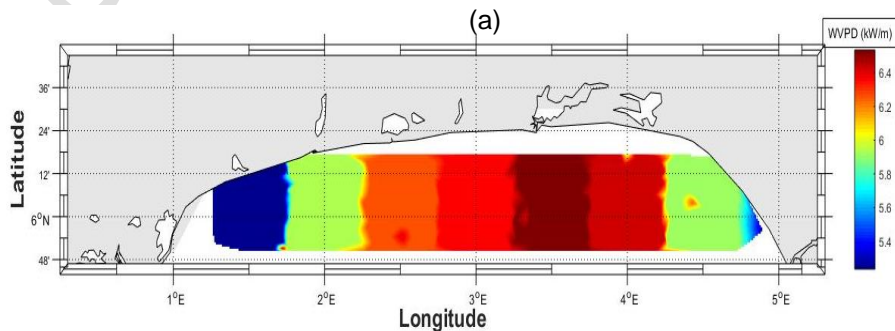 (a)
WVPD (kW/m)
6.4
6.2
6
5.8
5.6
5.4
Latitude
36'
24'
12'
6°N
48'
1°E
2°E
3°E
4°E
5°E
Longitude